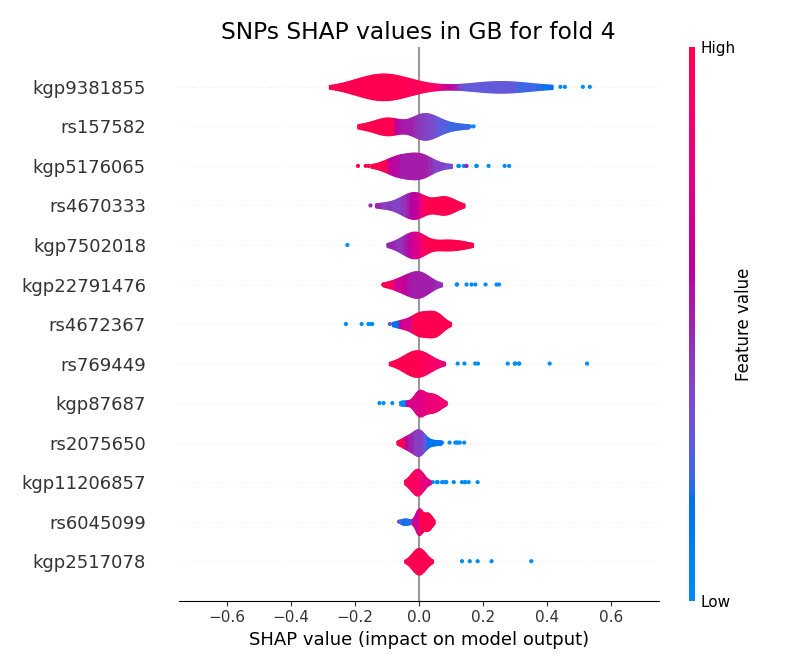 SNPs SHAP values in GB for fold 4
High
kgp9381855
rs157582
kgp5176065
rs4670333
kgp7502018
kgp22791476
rs4672367
rs769449
kgp87687
rs2075650
kgp11206857
rs6045099
kgp2517078
Feature value
Low
−0.6 −0.4 −0.2 0.0 0.2 0.4 0.6
SHAP value (impact on model output)